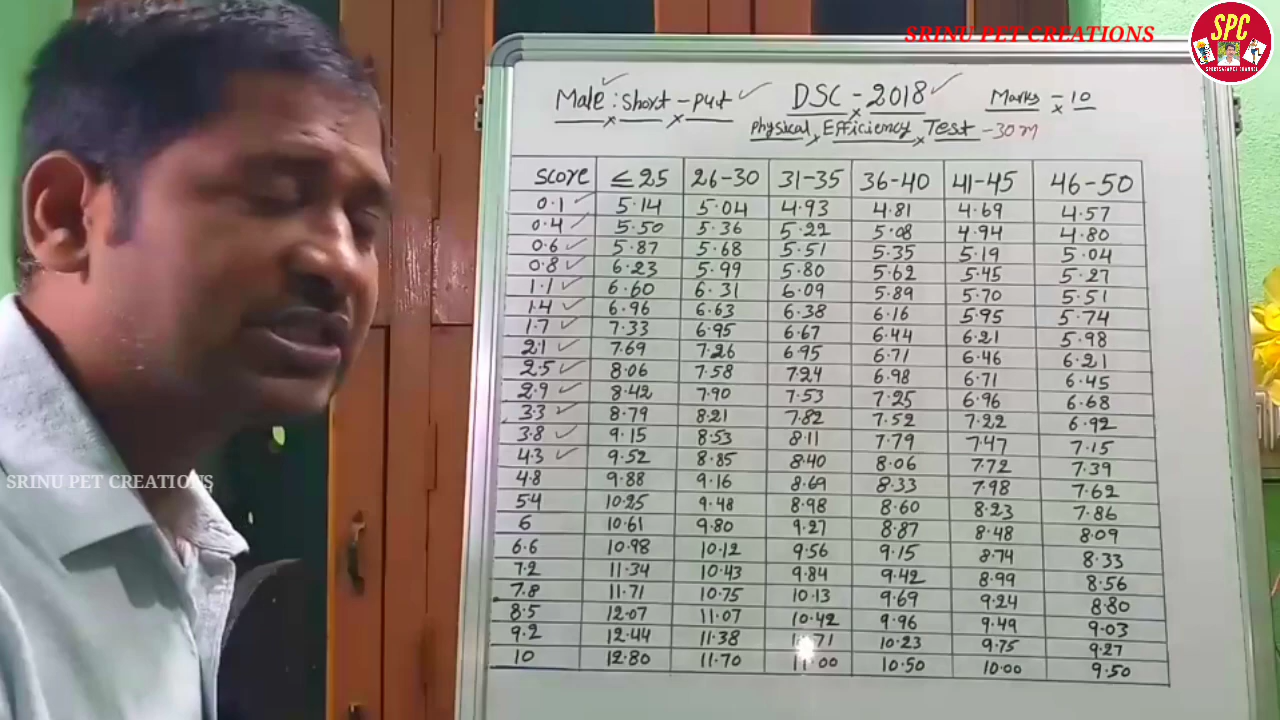 SRINU PET CREATIONS
SPC
SPORTS & PET CHANNEL
Male : Short - Put DSC - 2018 Marks - 10
Physical Efficiency Test - 30 M
score ≤ 25 26-30 31-35 36-40 41-45 46-50
0.1 5.14 5.04 4.93 4.81 4.69 4.57
0.4 5.50 5.36 5.22 5.08 4.94 4.80
0.6 5.87 5.68 5.51 5.35 5.19 5.04
0.8 6.23 5.99 5.80 5.62 5.45 5.27
1.1 6.60 6.31 6.09 5.89 5.70 5.51
1.4 6.96 6.63 6.38 6.16 5.95 5.74
1.7 7.33 6.95 6.67 6.44 6.21 5.98
2.1 7.69 7.26 6.95 6.71 6.46 6.21
2.5 8.06 7.58 7.24 6.98 6.71 6.45
2.9 8.42 7.90 7.53 7.25 6.96 6.68
3.3 8.79 8.21 7.82 7.52 7.22 6.92
3.8 9.15 8.53 8.11 7.79 7.47 7.15
4.3 9.52 8.85 8.40 8.06 7.72 7.39
4.8 9.88 9.16 8.69 8.33 7.98 7.62
5.4 10.25 9.48 8.98 8.60 8.23 7.86
6 10.61 9.80 9.27 8.87 8.48 8.09
6.6 10.98 10.12 9.56 9.15 8.74 8.33
7.2 11.34 10.43 9.84 9.42 8.99 8.56
7.8 11.71 10.75 10.13 9.69 9.24 8.80
8.5 12.07 11.07 10.42 9.96 9.49 9.03
9.2 12.44 11.38 10.23 9.75 9.27
10 12.80 11.70 11.00 10.50 10.00 9.50
SRINU PET CREATIONS